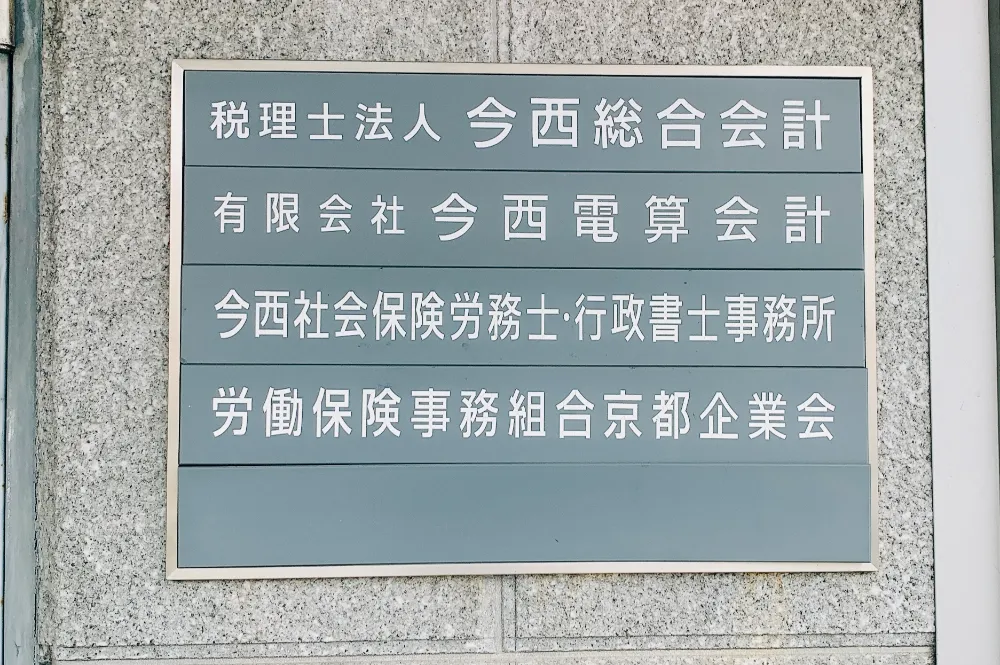 税理士法人 今西総合会計
有限会社 今西電算会計
今西社会保険労務士・行政書士事務所
労働保険事務組合京都企業会